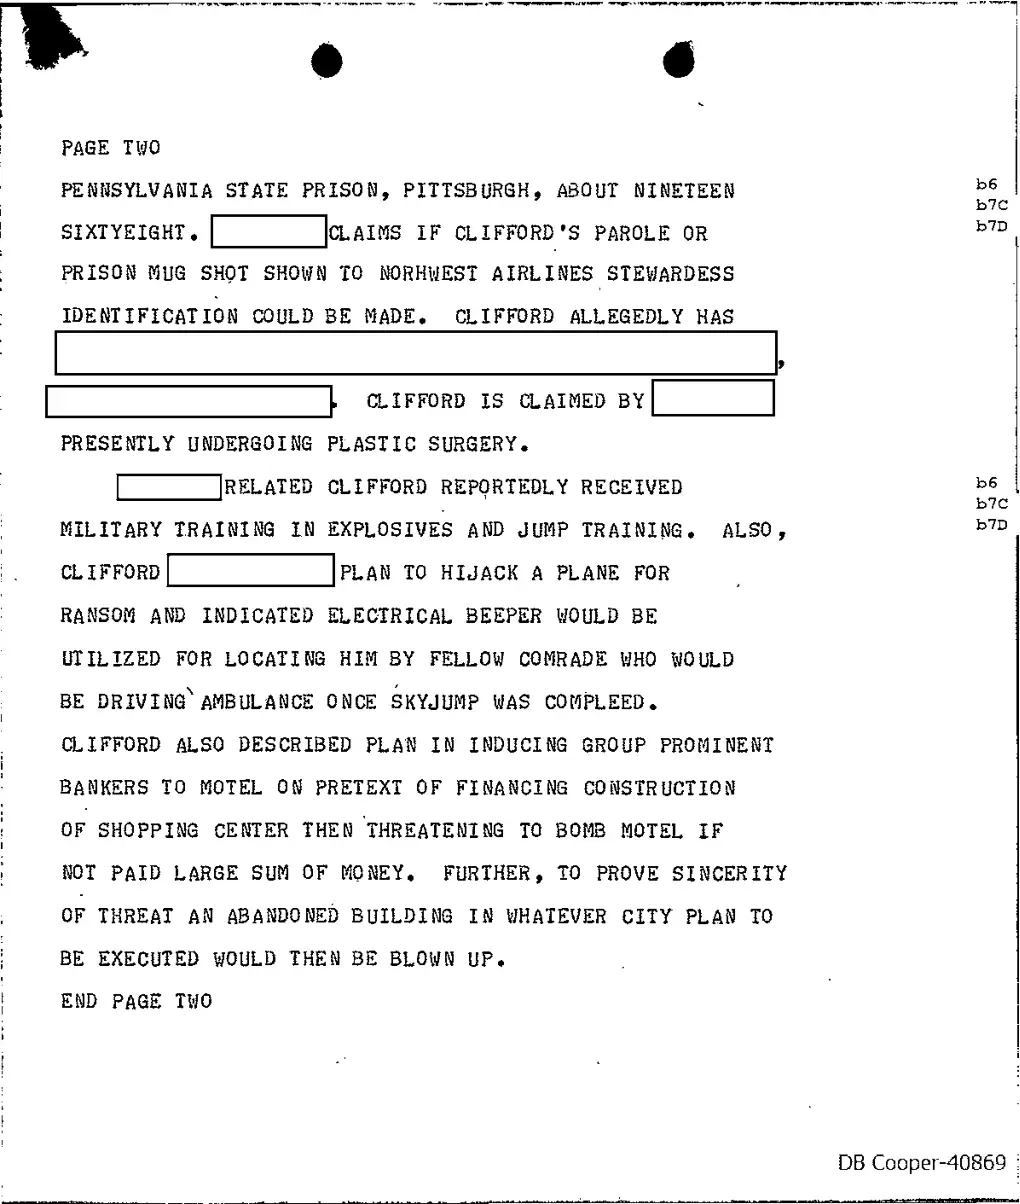 PAGE TWO
PENNSYLVANIA STATE PRISON, PITTSBURGH, ABOUT NINETEEN
b6
b7C
b7D
SIXTYEIGHT. CLAIMS IF CLIFFORD'S PAROLE OR
PRISON MUG SHOT SHOWN TO NORHWEST AIRLINES STEWARDESS
IDENTIFICATION COULD BE MADE. CLIFFORD ALLEGEDLY HAS
,
. CLIFFORD IS CLAIMED BY
PRESENTLY UNDERGOING PLASTIC SURGERY.
RELATED CLIFFORD REPORTEDLY RECEIVED
b6
b7C
b7D
MILITARY TRAINING IN EXPLOSIVES AND JUMP TRAINING. ALSO,
CLIFFORD PLAN TO HIJACK A PLANE FOR
RANSOM AND INDICATED ELECTRICAL BEEPER WOULD BE
UTILIZED FOR LOCATING HIM BY FELLOW COMRADE WHO WOULD
BE DRIVING AMBULANCE ONCE SKYJUMP WAS COMPLEED.
CLIFFORD ALSO DESCRIBED PLAN IN INDUCING GROUP PROMINENT
BANKERS TO MOTEL ON PRETEXT OF FINANCING CONSTRUCTION
OF SHOPPING CENTER THEN THREATENING TO BOMB MOTEL IF
NOT PAID LARGE SUM OF MONEY. FURTHER, TO PROVE SINCERITY
OF THREAT AN ABANDONED BUILDING IN WHATEVER CITY PLAN TO
BE EXECUTED WOULD THEN BE BLOWN UP.
END PAGE TWO
DB Cooper-40869